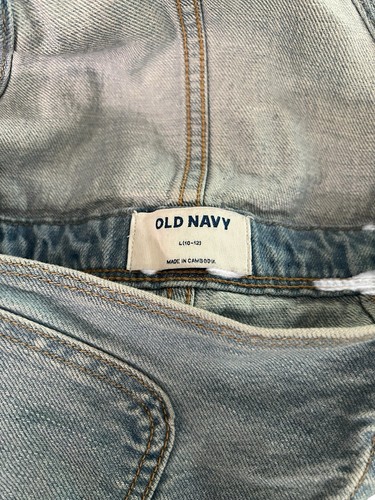 OLD NAVY
L (10-12)
MADE IN CAMBODIA